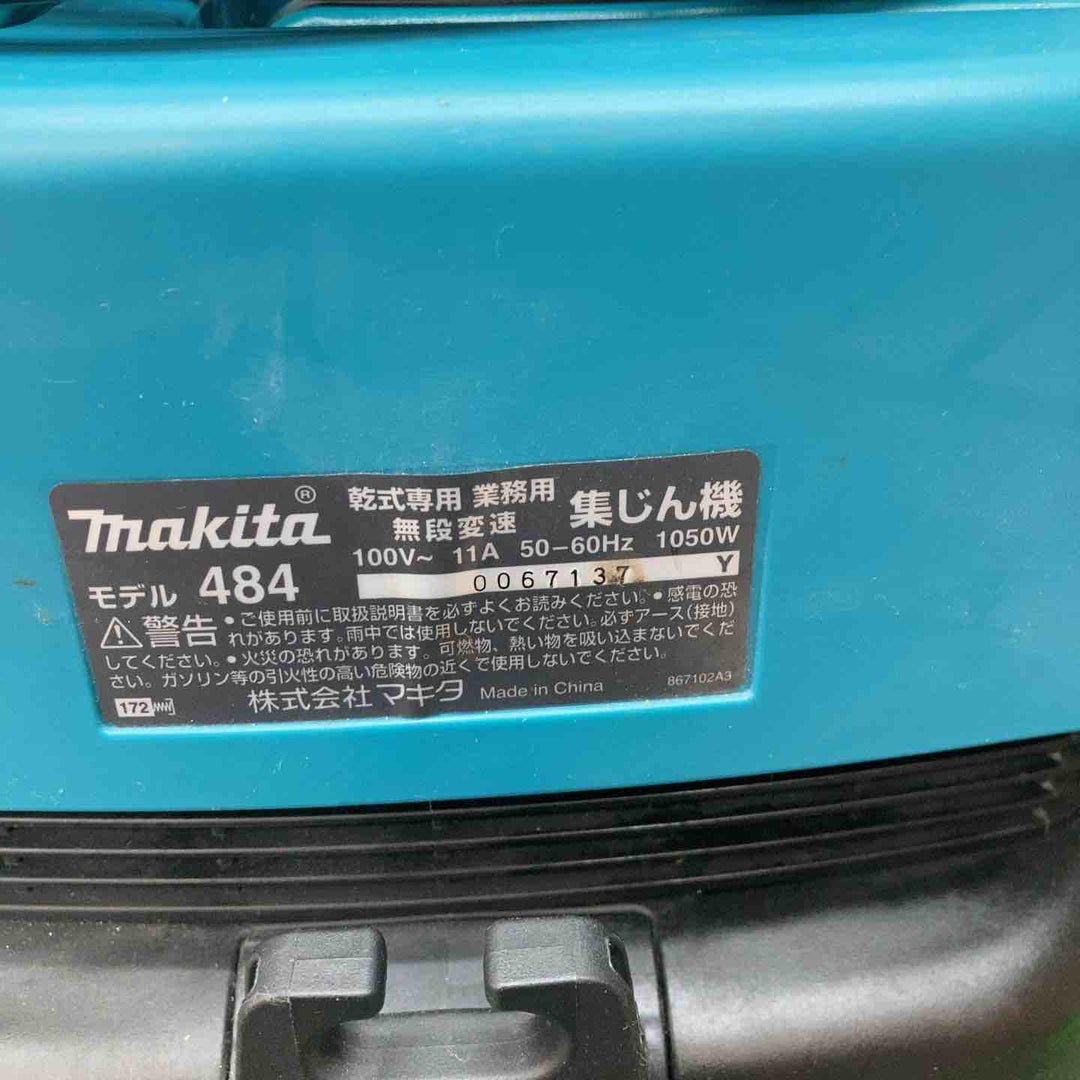 makita®
乾式専用 業務用
無段変速
集じん機
100V~ 11A 50-60Hz 1050W
モデル 484
0067137 Y
⚠警告 • ご使用前に取扱説明書を必ずよくお読みください。• 感電の恐
れがあります。雨中では使用しないでください。必ずアース(接地)
してください。• 火災の恐れがあります。可燃物、熱い物を吸い込まないでくだ
さい。ガソリン等の引火性の高い危険物の近くで使用しないでください。
172
株式会社マキタ Made in China
867102A3